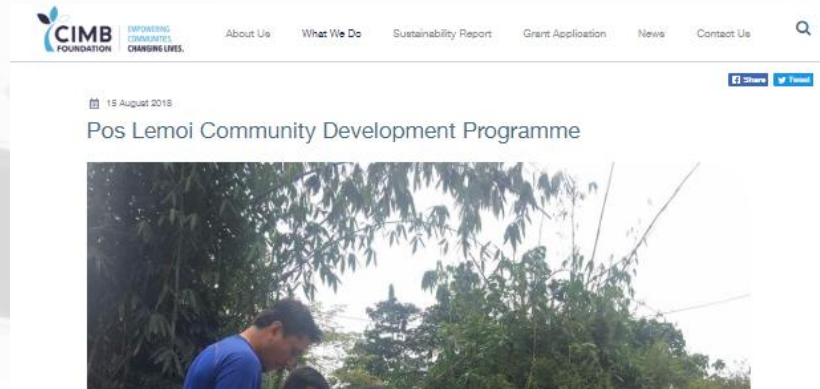 CIMB
FOUNDATION
EMPOWERING
COMMUNITIES.
CHANGING LIVES.
About Us
What We Do
Sustainability Report
Grant Application
News
Contact Us
Share
Tweet
15 August 2018
Pos Lemoi Community Development Programme